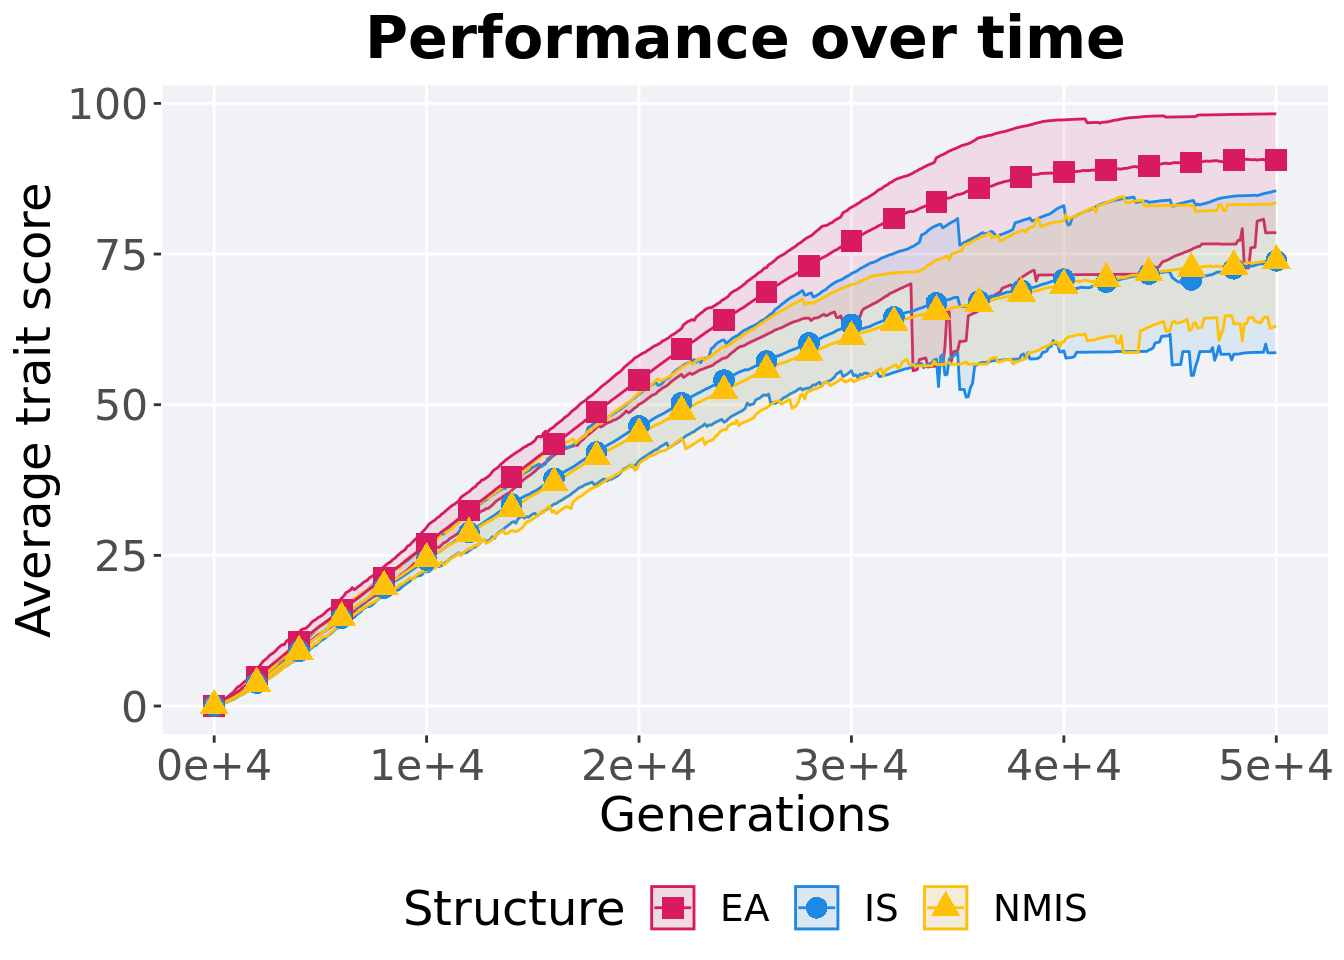 Performance over time
Average trait score
100
75
50
25
0
0e+4 1e+4 2e+4 3e+4 4e+4 5e+4
Generations
Structure EA IS NMIS